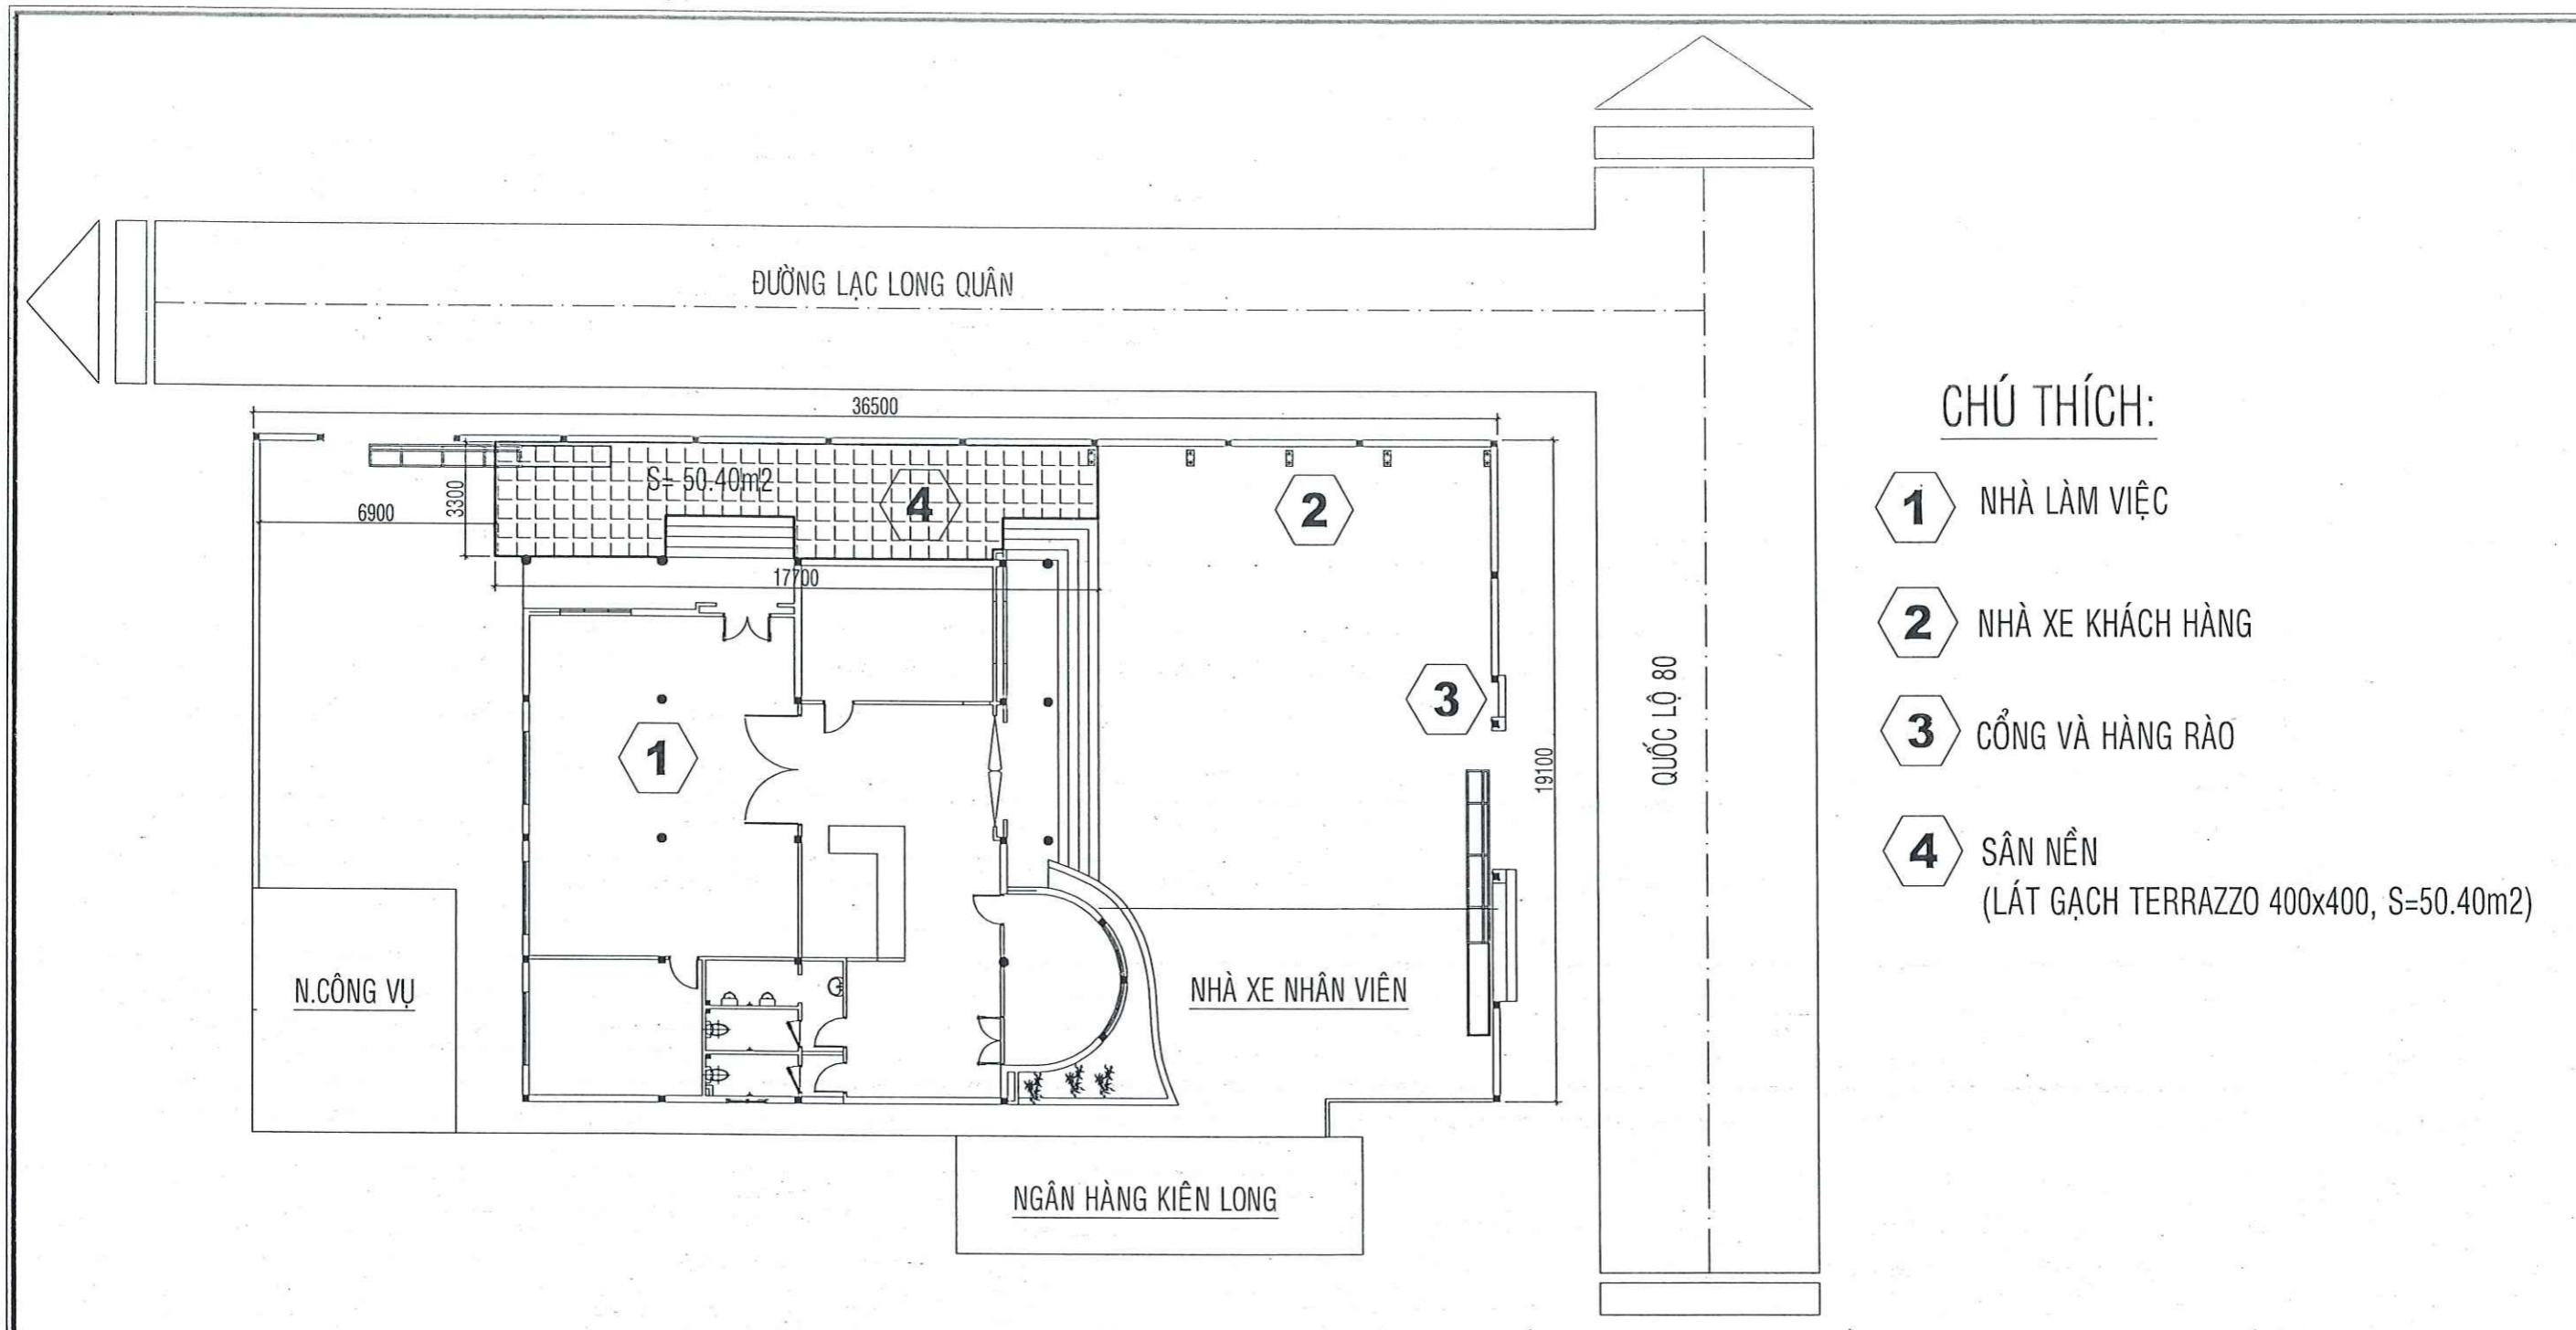 ĐƯỜNG LẠC LONG QUÂN
36500
S= 50.40m2
4
2
3300
6900
17700
1
3
QUỐC LỘ 80
19100
N.CÔNG VỤ
NHÀ XE NHÂN VIÊN
NGÂN HÀNG KIÊN LONG
CHÚ THÍCH:
1 NHÀ LÀM VIỆC
2 NHÀ XE KHÁCH HÀNG
3 CỔNG VÀ HÀNG RÀO
4 SÂN NỀN
(LÁT GẠCH TERRAZZO 400x400, S=50.40m2)